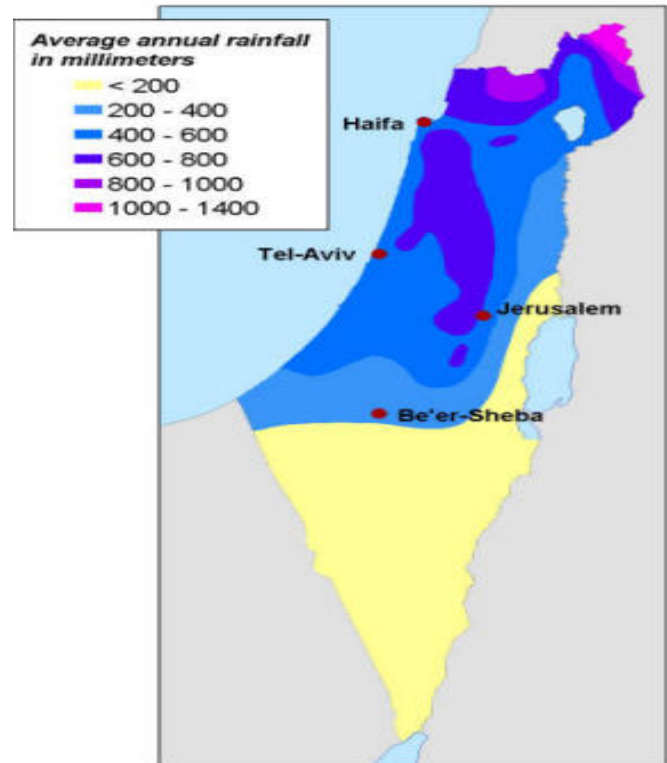 Average annual rainfall
in millimeters
< 200
200 - 400
400 - 600
600 - 800
800 - 1000
1000 - 1400
Haifa
Tel-Aviv
Jerusalem
Be'er-Sheba